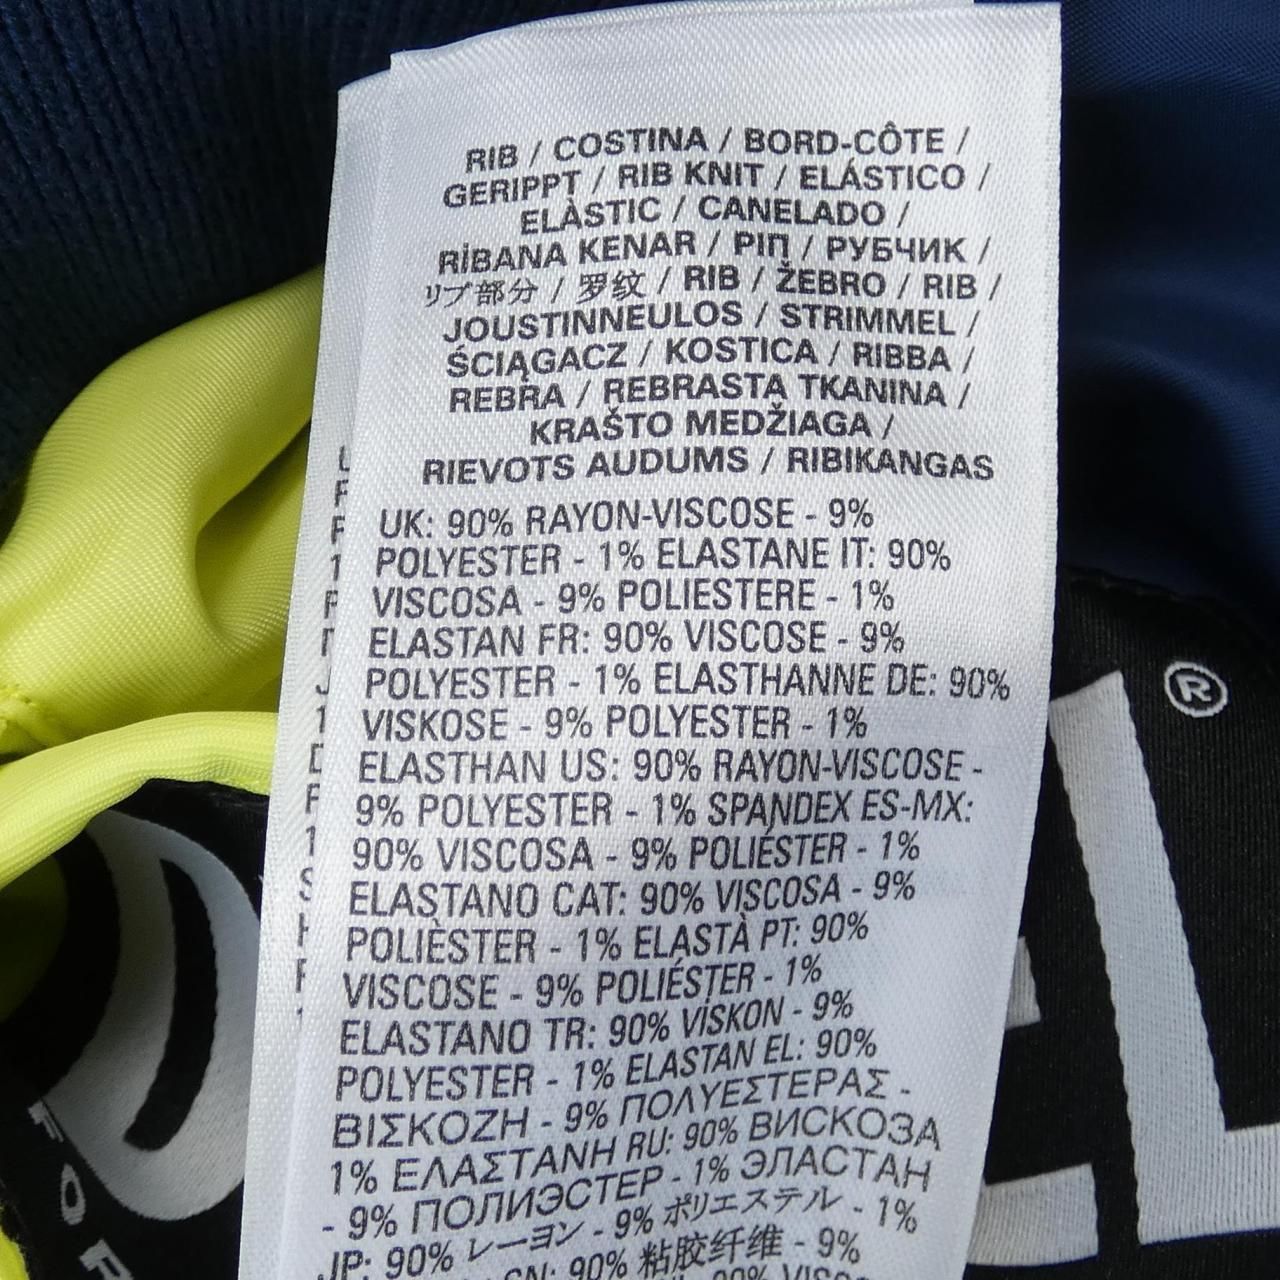 RIB / COSTINA / BORD-CÔTE /
GERIPPT / RIB KNIT / ELÁSTICO /
ELÀSTIC / CANELADO /
RİBANA KENAR / РІП / РУБЧИК /
リブ部分 / 罗纹 / RIB / ŽEBRO / RIB /
JOUSTINNEULOS / STRIMMEL /
ŚCIĄGACZ / KOSTICA / RIBBA /
REBRA / REBRASTA TKANINA /
KRAŠTO MEDŽIAGA /
RIEVOTS AUDUMS / RIBIKANGAS
UK: 90% RAYON-VISCOSE - 9%
POLYESTER - 1% ELASTANE IT: 90%
VISCOSA - 9% POLIESTERE - 1%
ELASTAN FR: 90% VISCOSE - 9%
POLYESTER - 1% ELASTHANNE DE: 90%
VISKOSE - 9% POLYESTER - 1%
ELASTHAN US: 90% RAYON-VISCOSE -
9% POLYESTER - 1% SPANDEX ES-MX:
90% VISCOSA - 9% POLIÉSTER - 1%
ELASTANO CAT: 90% VISCOSA - 9%
POLIÈSTER - 1% ELASTÀ PT: 90%
VISCOSE - 9% POLIÉSTER - 1%
ELASTANO TR: 90% VİSKON - 9%
POLYESTER - 1% ELASTAN EL: 90%
ΒΙΣΚΟΖΗ - 9% ΠΟΛΥΕΣΤΕΡΑΣ -
1% ΕΛΑΣΤΑΝΗ RU: 90% ВИСКОЗА
- 9% ПОЛИЭСТЕР - 1% ЭЛАСТАН
JP: 90% レーヨン - 9% ポリエステル - 1%
CN: 90% 粘胶纤维 - 9%
®
FOR